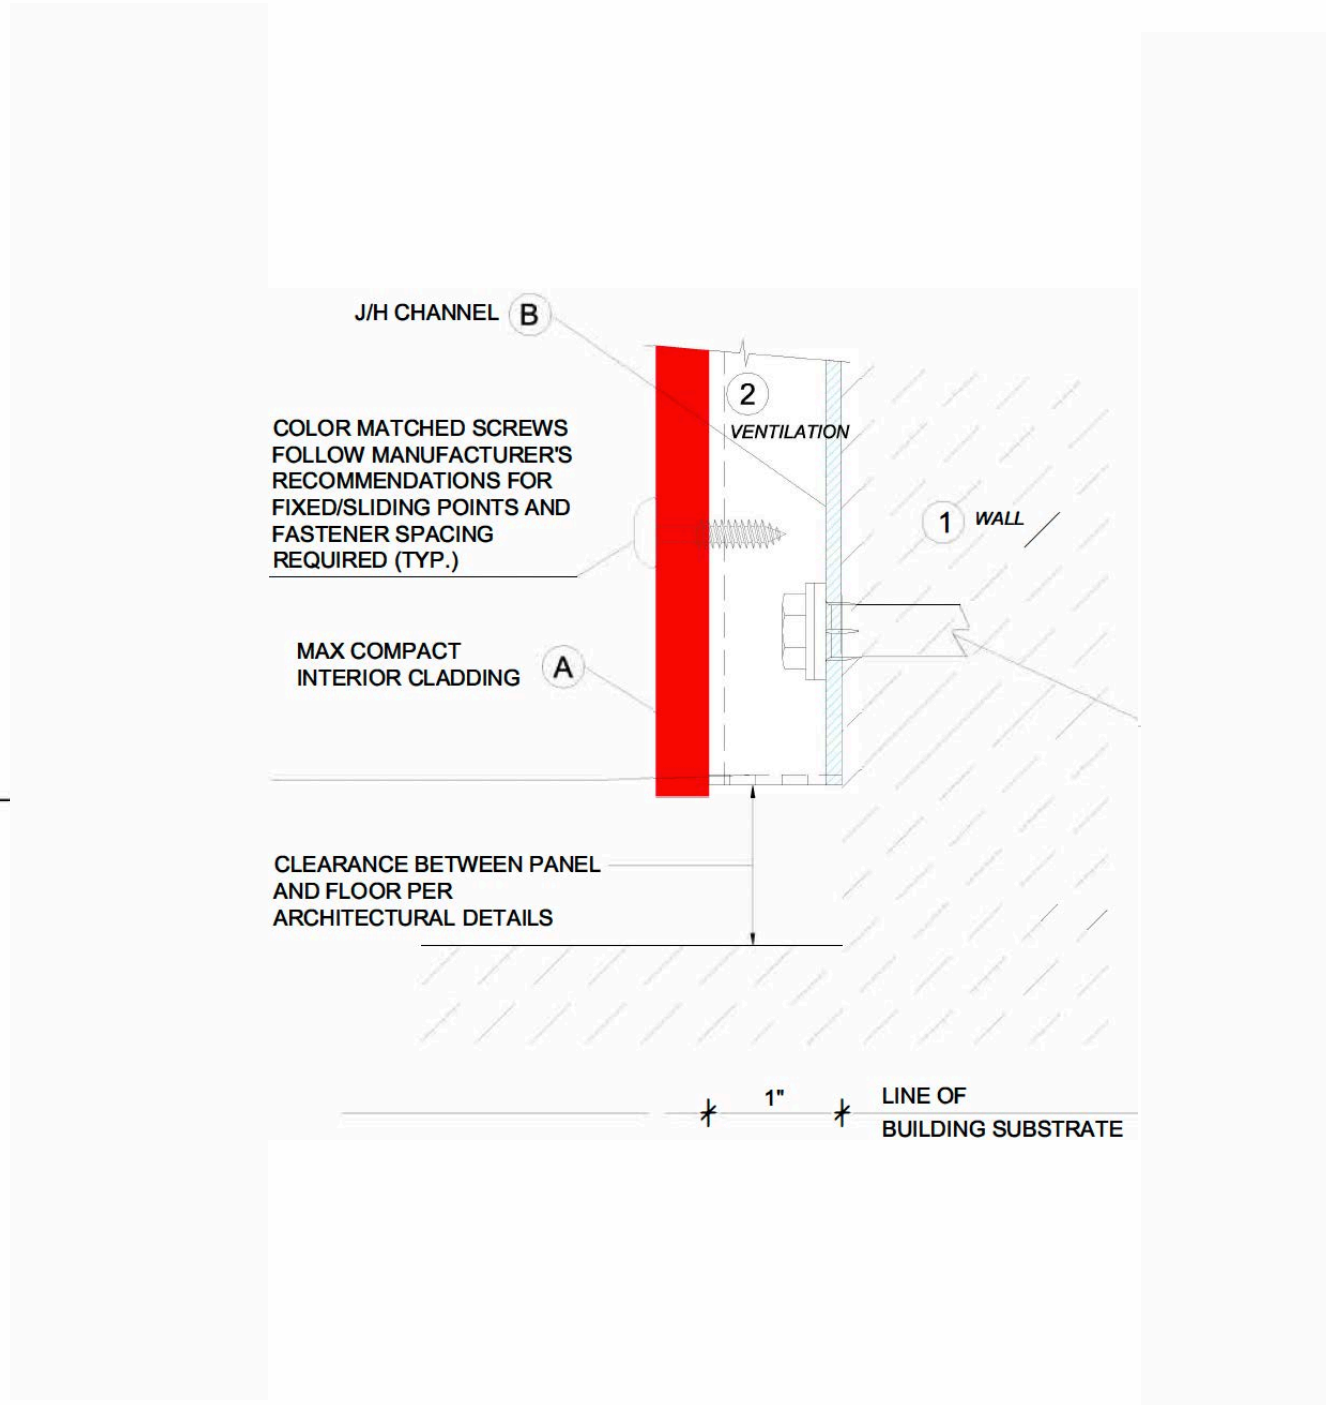 J/H CHANNEL B
2
VENTILATION
COLOR MATCHED SCREWS
FOLLOW MANUFACTURER'S
RECOMMENDATIONS FOR
FIXED/SLIDING POINTS AND
FASTENER SPACING
REQUIRED (TYP.)
1 WALL
MAX COMPACT
INTERIOR CLADDING A
CLEARANCE BETWEEN PANEL
AND FLOOR PER
ARCHITECTURAL DETAILS
1"
LINE OF
BUILDING SUBSTRATE